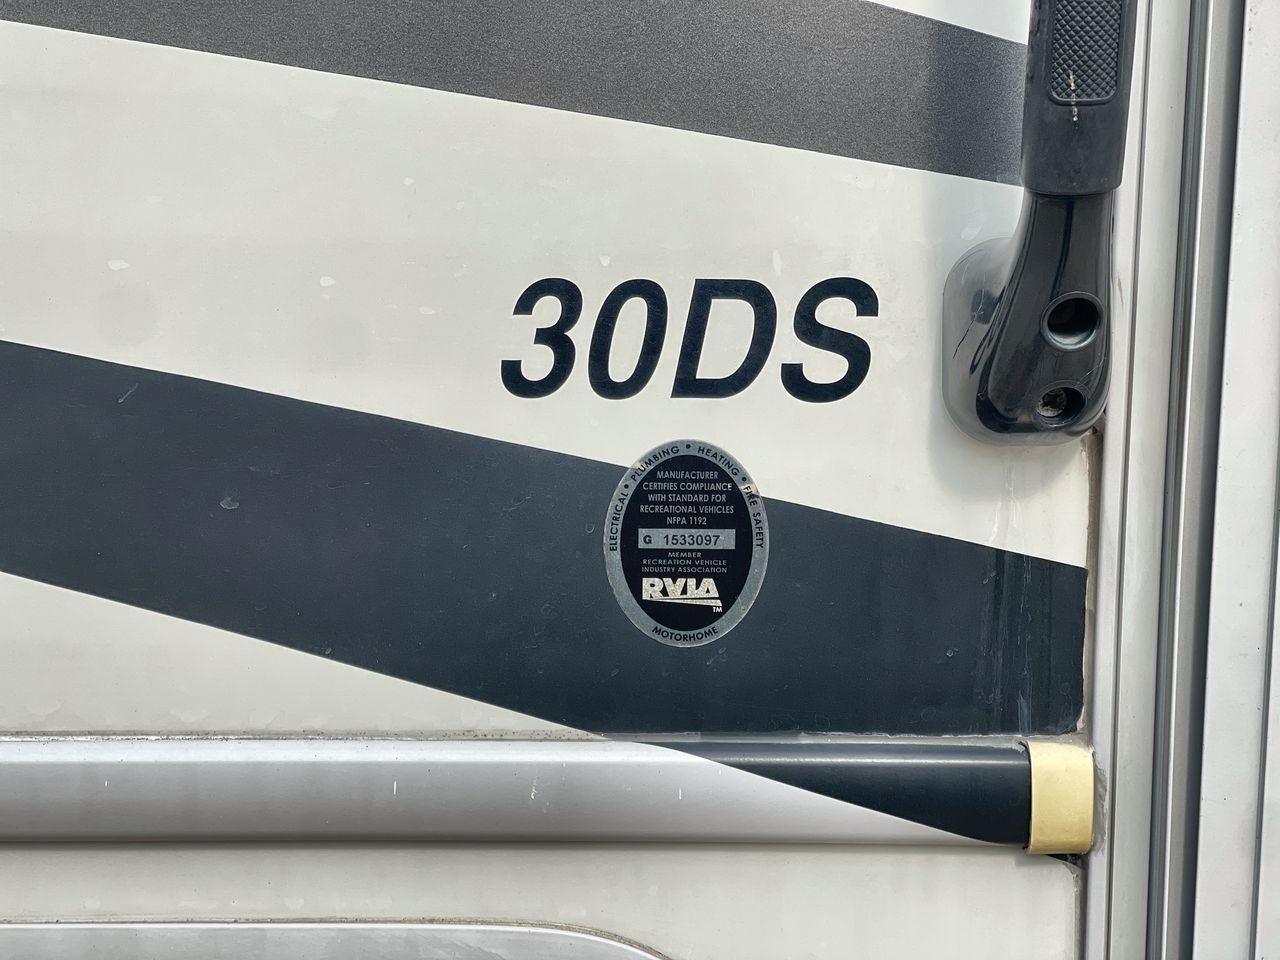 30DS
ELECTRICAL • PLUMBING • HEATING • FIRE SAFETY
MANUFACTURER
CERTIFIES COMPLIANCE
WITH STANDARD FOR
RECREATIONAL VEHICLES
NFPA 1192
G 1533097
MEMBER
RECREATION VEHICLE
INDUSTRY ASSOCIATION
RVIA
TM
MOTORHOME